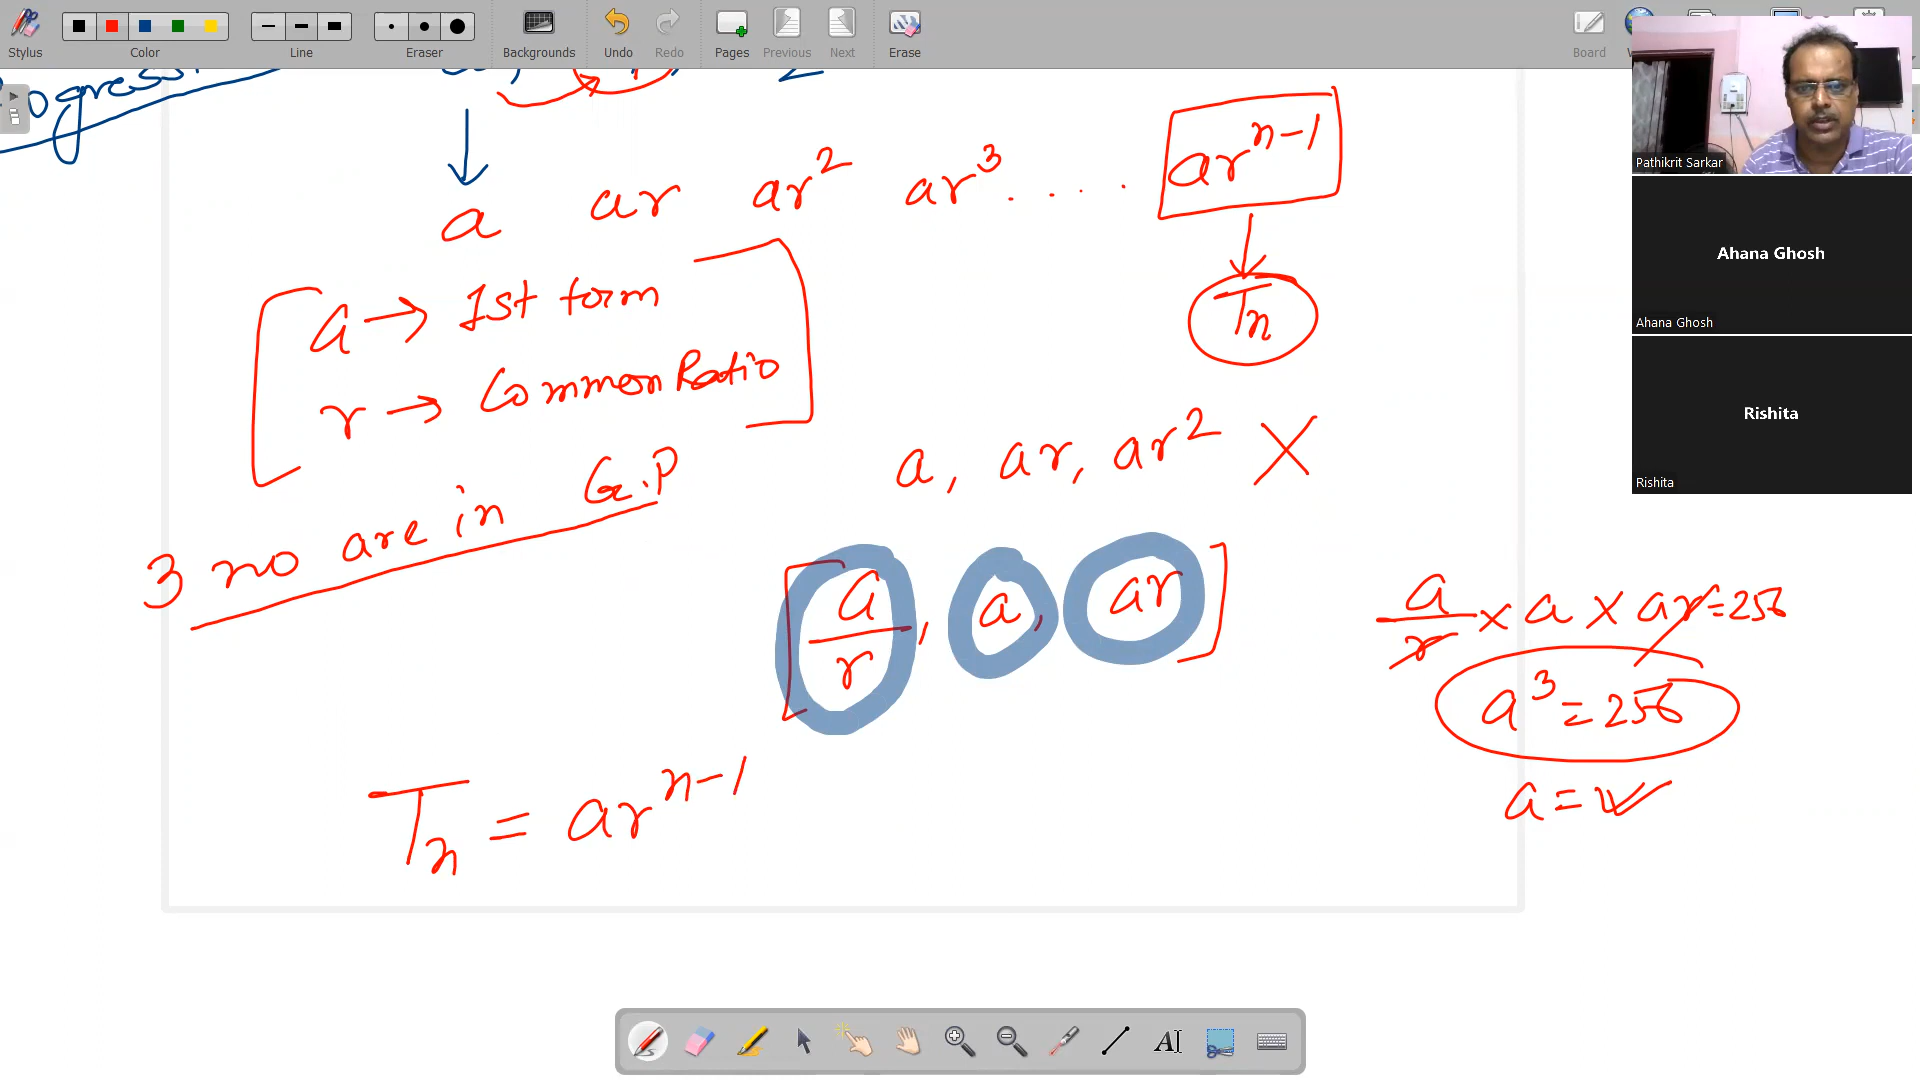 Stylus
Color
Line
Eraser
Backgrounds
Undo
Redo
Pages
Previous
Next
Erase
Board
Pathikrit Sarkar
Ahana Ghosh
Ahana Ghosh
Rishita
Rishita
a ar ar² ar³ .... ar^{n-1}
Tn
a → 1st term
r → Common Ratio
3 no are in G.P
a, ar, ar² X
[a/r, a, ar]
a/r × a × ar = 256
a³ = 256
a = ✓
Tn = ar^{n-1}